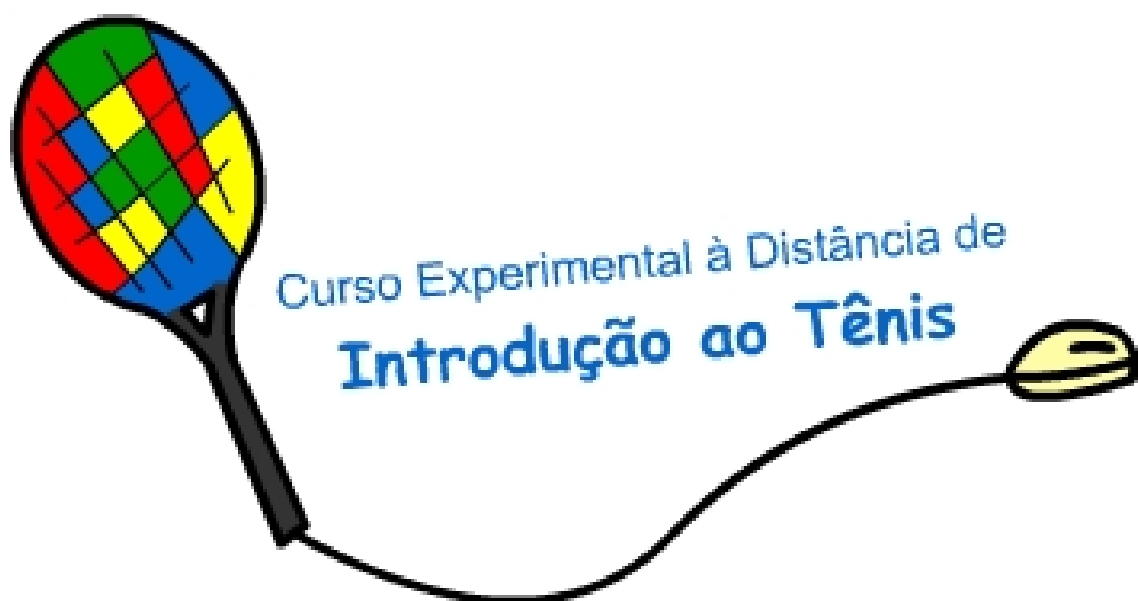 Curso Experimental à Distância de
Introdução ao Tênis